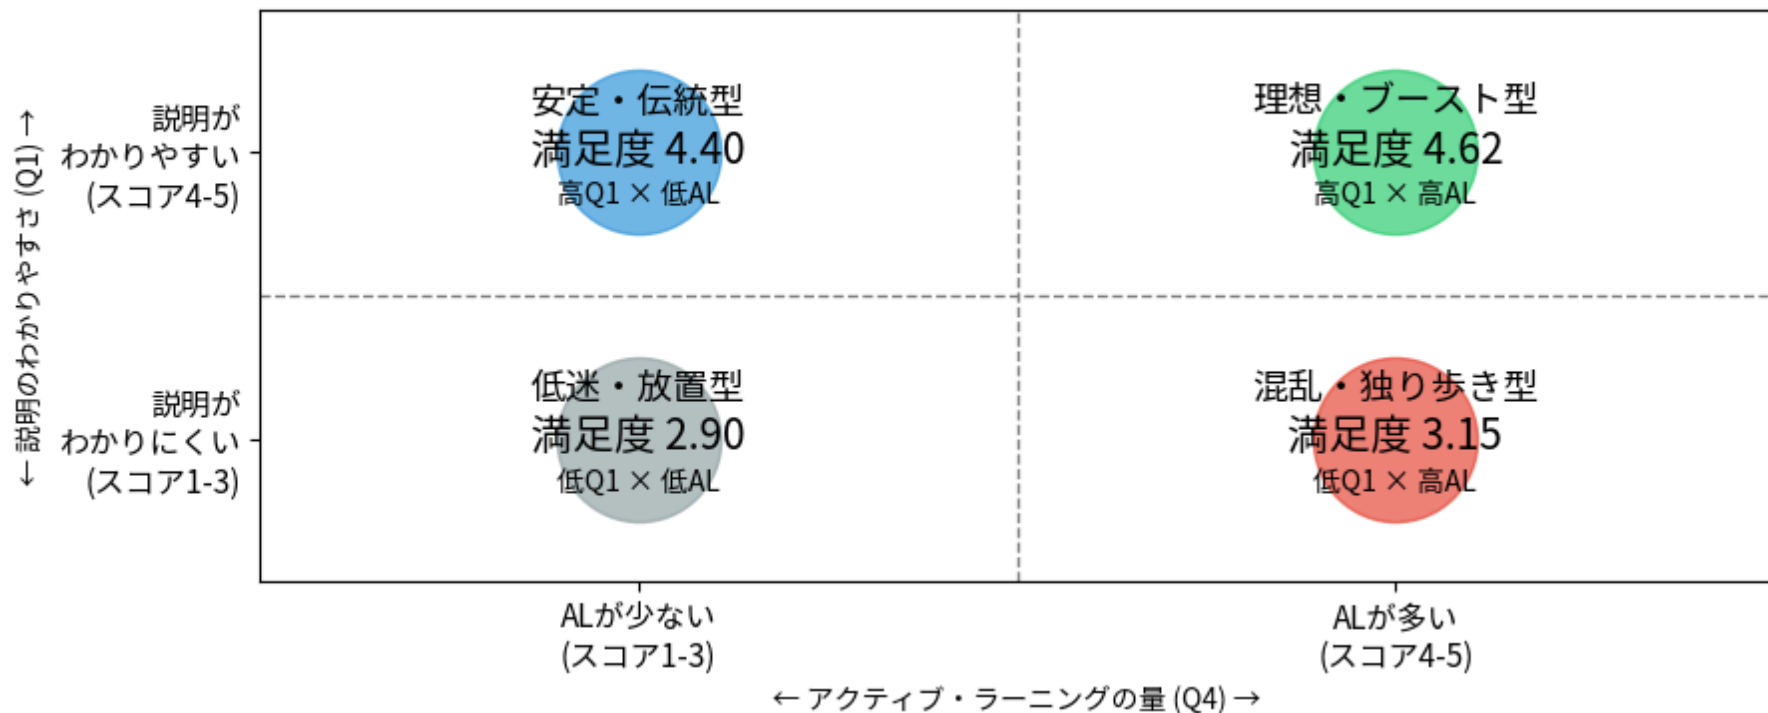 ← 説明のわかりやすさ (Q1) →
説明が
わかりやすい
(スコア4-5)
安定・伝統型
満足度 4.40
高Q1 × 低AL
理想・ブースト型
満足度 4.62
高Q1 × 高AL
説明が
わかりにくい
(スコア1-3)
低迷・放置型
満足度 2.90
低Q1 × 低AL
混乱・独り歩き型
満足度 3.15
低Q1 × 高AL
ALが少ない
(スコア1-3)
ALが多い
(スコア4-5)
← アクティブ・ラーニングの量 (Q4) →